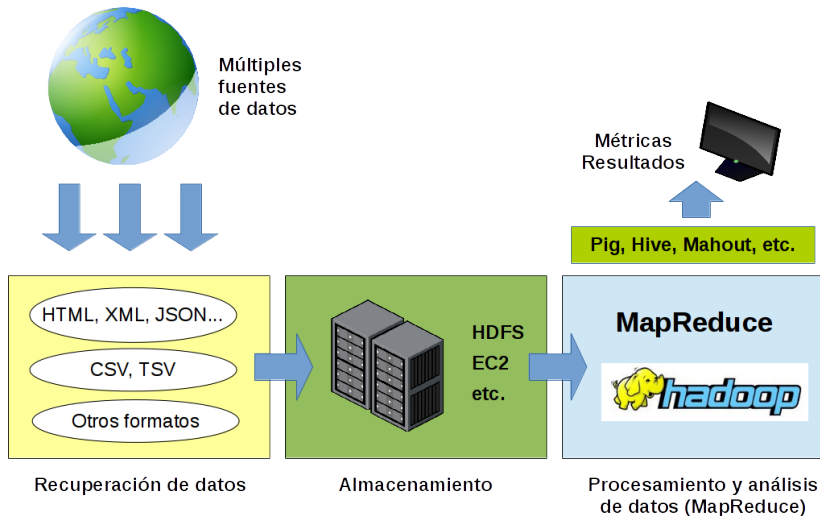 Múltiples
fuentes
de datos
Métricas
Resultados
Pig, Hive, Mahout, etc.
HTML, XML, JSON...
CSV, TSV
Otros formatos
HDFS
EC2
etc.
MapReduce
hadoop
Recuperación de datos
Almacenamiento
Procesamiento y análisis
de datos (MapReduce)